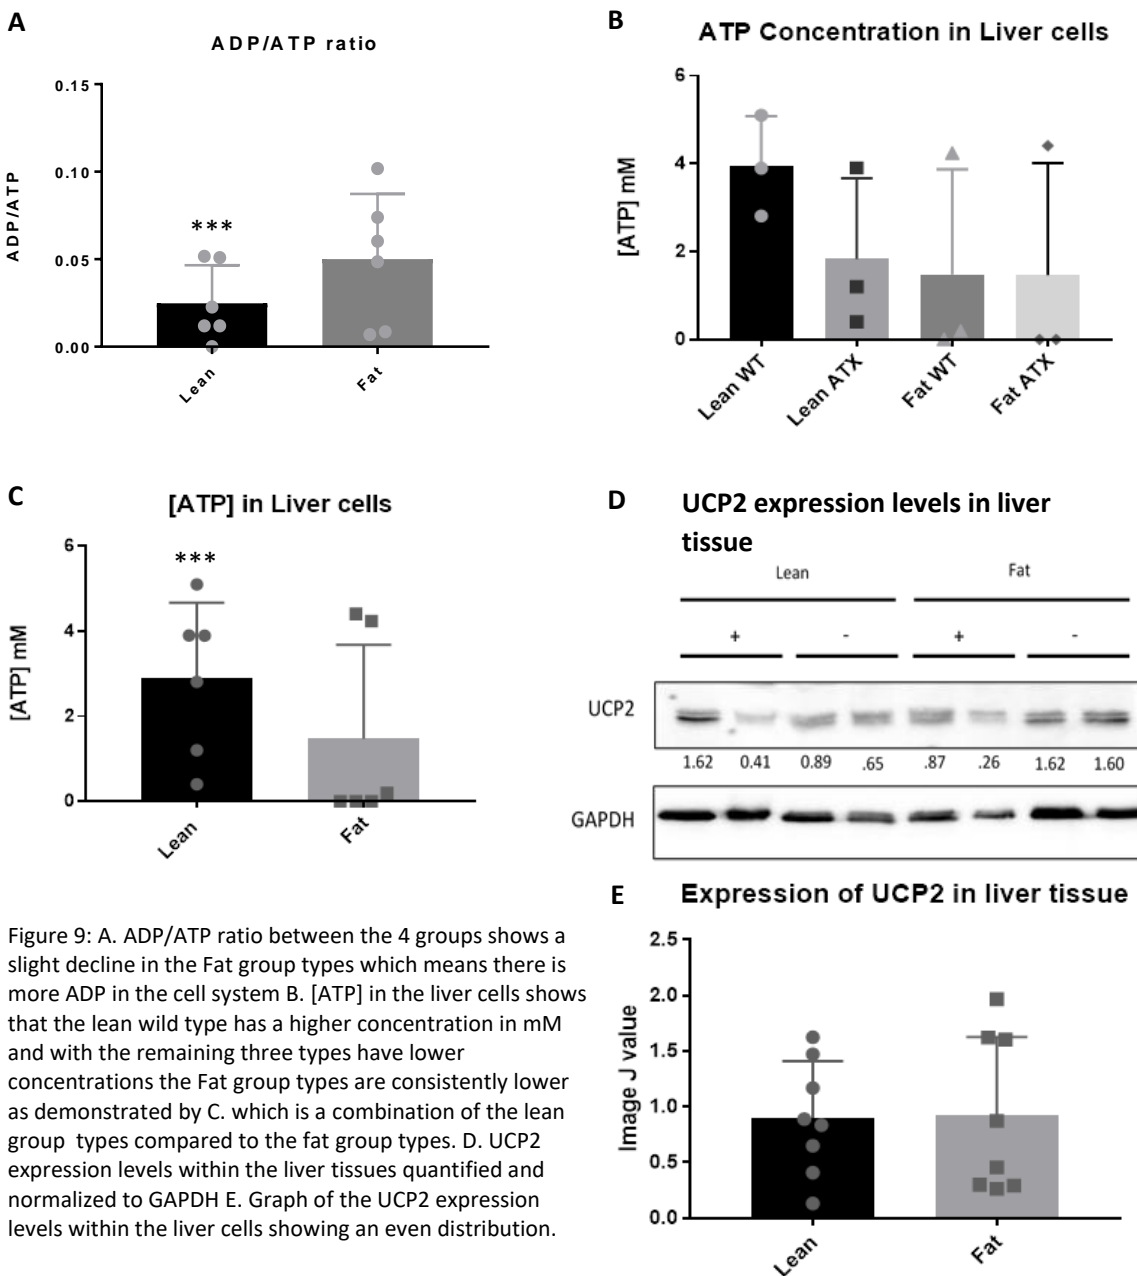 A
ADP/ATP ratio
ADP/ATP
0.15
0.10
0.05
0.00
***
Lean
Fat
B
ATP Concentration in Liver cells
[ATP] mM
6
4
2
0
Lean WT
Lean ATX
Fat WT
Fat ATX
C
[ATP] in Liver cells
[ATP] mM
6
4
2
0
***
Lean
Fat
D
UCP2 expression levels in liver
tissue
Lean Fat
+ - + -
UCP2
1.62 0.41 0.89 .65 .87 .26 1.62 1.60
GAPDH
E
Expression of UCP2 in liver tissue
Image J value
2.5
2.0
1.5
1.0
0.5
0.0
Lean
Fat
Figure 9: A. ADP/ATP ratio between the 4 groups shows a
slight decline in the Fat group types which means there is
more ADP in the cell system B. [ATP] in the liver cells shows
that the lean wild type has a higher concentration in mM
and with the remaining three types have lower
concentrations the Fat group types are consistently lower
as demonstrated by C. which is a combination of the lean
group types compared to the fat group types. D. UCP2
expression levels within the liver tissues quantified and
normalized to GAPDH E. Graph of the UCP2 expression
levels within the liver cells showing an even distribution.